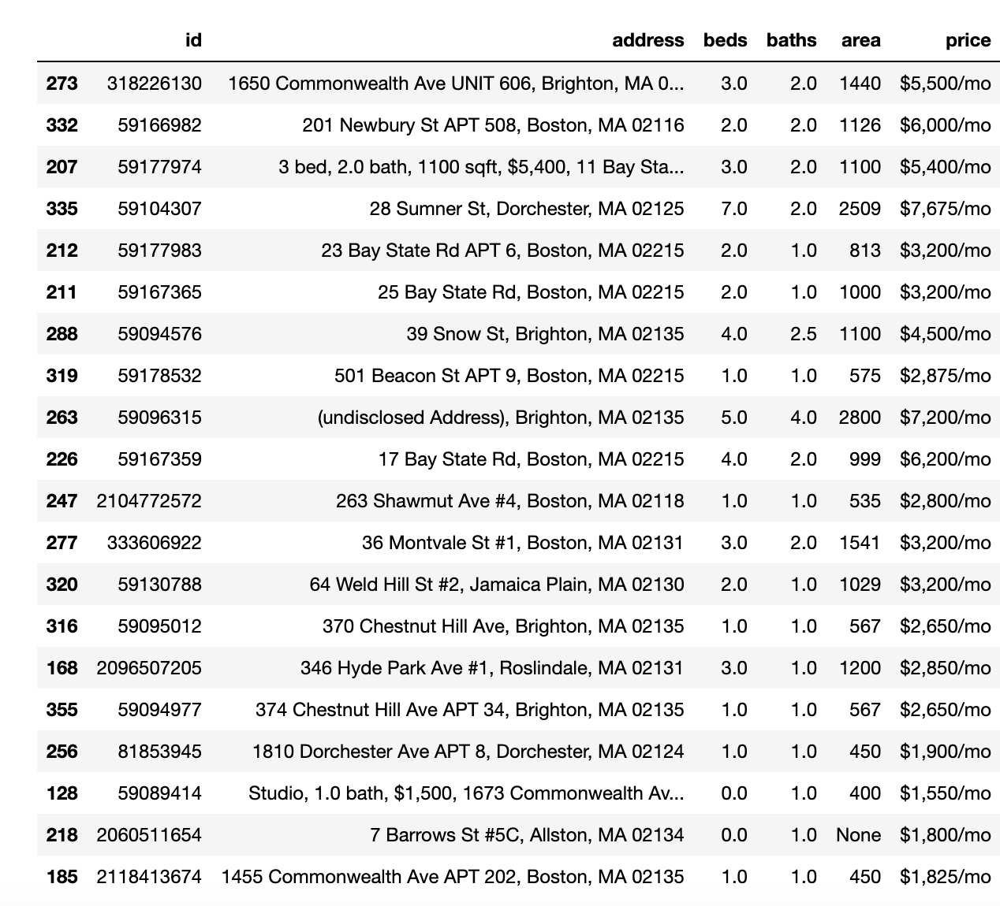 id address beds baths area price
273 318226130 1650 Commonwealth Ave UNIT 606, Brighton, MA 0... 3.0 2.0 1440 $5,500/mo
332 59166982 201 Newbury St APT 508, Boston, MA 02116 2.0 2.0 1126 $6,000/mo
207 59177974 3 bed, 2.0 bath, 1100 sqft, $5,400, 11 Bay Sta... 3.0 2.0 1100 $5,400/mo
335 59104307 28 Sumner St, Dorchester, MA 02125 7.0 2.0 2509 $7,675/mo
212 59177983 23 Bay State Rd APT 6, Boston, MA 02215 2.0 1.0 813 $3,200/mo
211 59167365 25 Bay State Rd, Boston, MA 02215 2.0 1.0 1000 $3,200/mo
288 59094576 39 Snow St, Brighton, MA 02135 4.0 2.5 1100 $4,500/mo
319 59178532 501 Beacon St APT 9, Boston, MA 02215 1.0 1.0 575 $2,875/mo
263 59096315 (undisclosed Address), Brighton, MA 02135 5.0 4.0 2800 $7,200/mo
226 59167359 17 Bay State Rd, Boston, MA 02215 4.0 2.0 999 $6,200/mo
247 2104772572 263 Shawmut Ave #4, Boston, MA 02118 1.0 1.0 535 $2,800/mo
277 333606922 36 Montvale St #1, Boston, MA 02131 3.0 2.0 1541 $3,200/mo
320 59130788 64 Weld Hill St #2, Jamaica Plain, MA 02130 2.0 1.0 1029 $3,200/mo
316 59095012 370 Chestnut Hill Ave, Brighton, MA 02135 1.0 1.0 567 $2,650/mo
168 2096507205 346 Hyde Park Ave #1, Roslindale, MA 02131 3.0 1.0 1200 $2,850/mo
355 59094977 374 Chestnut Hill Ave APT 34, Brighton, MA 02135 1.0 1.0 567 $2,650/mo
256 81853945 1810 Dorchester Ave APT 8, Dorchester, MA 02124 1.0 1.0 450 $1,900/mo
128 59089414 Studio, 1.0 bath, $1,500, 1673 Commonwealth Av... 0.0 1.0 400 $1,550/mo
218 2060511654 7 Barrows St #5C, Allston, MA 02134 0.0 1.0 None $1,800/mo
185 2118413674 1455 Commonwealth Ave APT 202, Boston, MA 02135 1.0 1.0 450 $1,825/mo